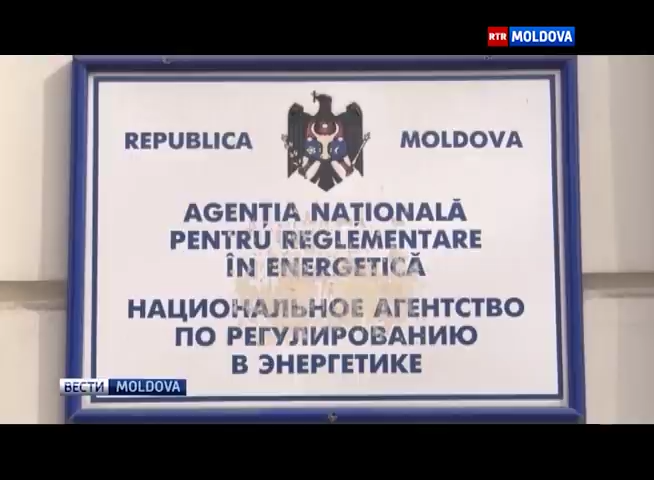 RTR MOLDOVA
REPUBLICA MOLDOVA
AGENȚIA NAȚIONALĂ
PENTRU REGLEMENTARE
ÎN ENERGETICĂ
НАЦИОНАЛЬНОЕ АГЕНТСТВО
ПО РЕГУЛИРОВАНИЮ
В ЭНЕРГЕТИКЕ
ВЕСТИ MOLDOVA